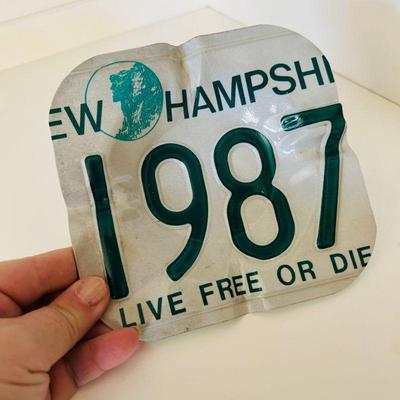 EW HAMPSHI
1987
LIVE FREE OR DIE